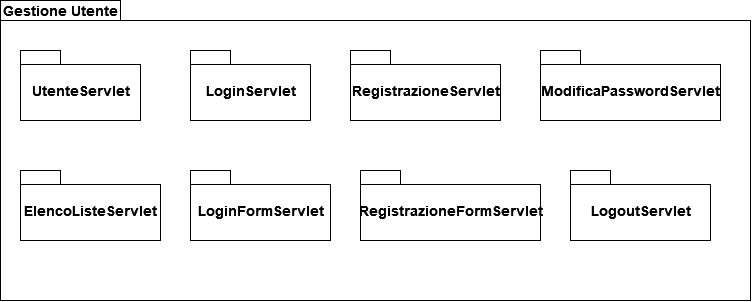 Gestione Utente
UtenteServlet
LoginServlet
RegistrazioneServlet
ModificaPasswordServlet
ElencoListeServlet
LoginFormServlet
RegistrazioneFormServlet
LogoutServlet